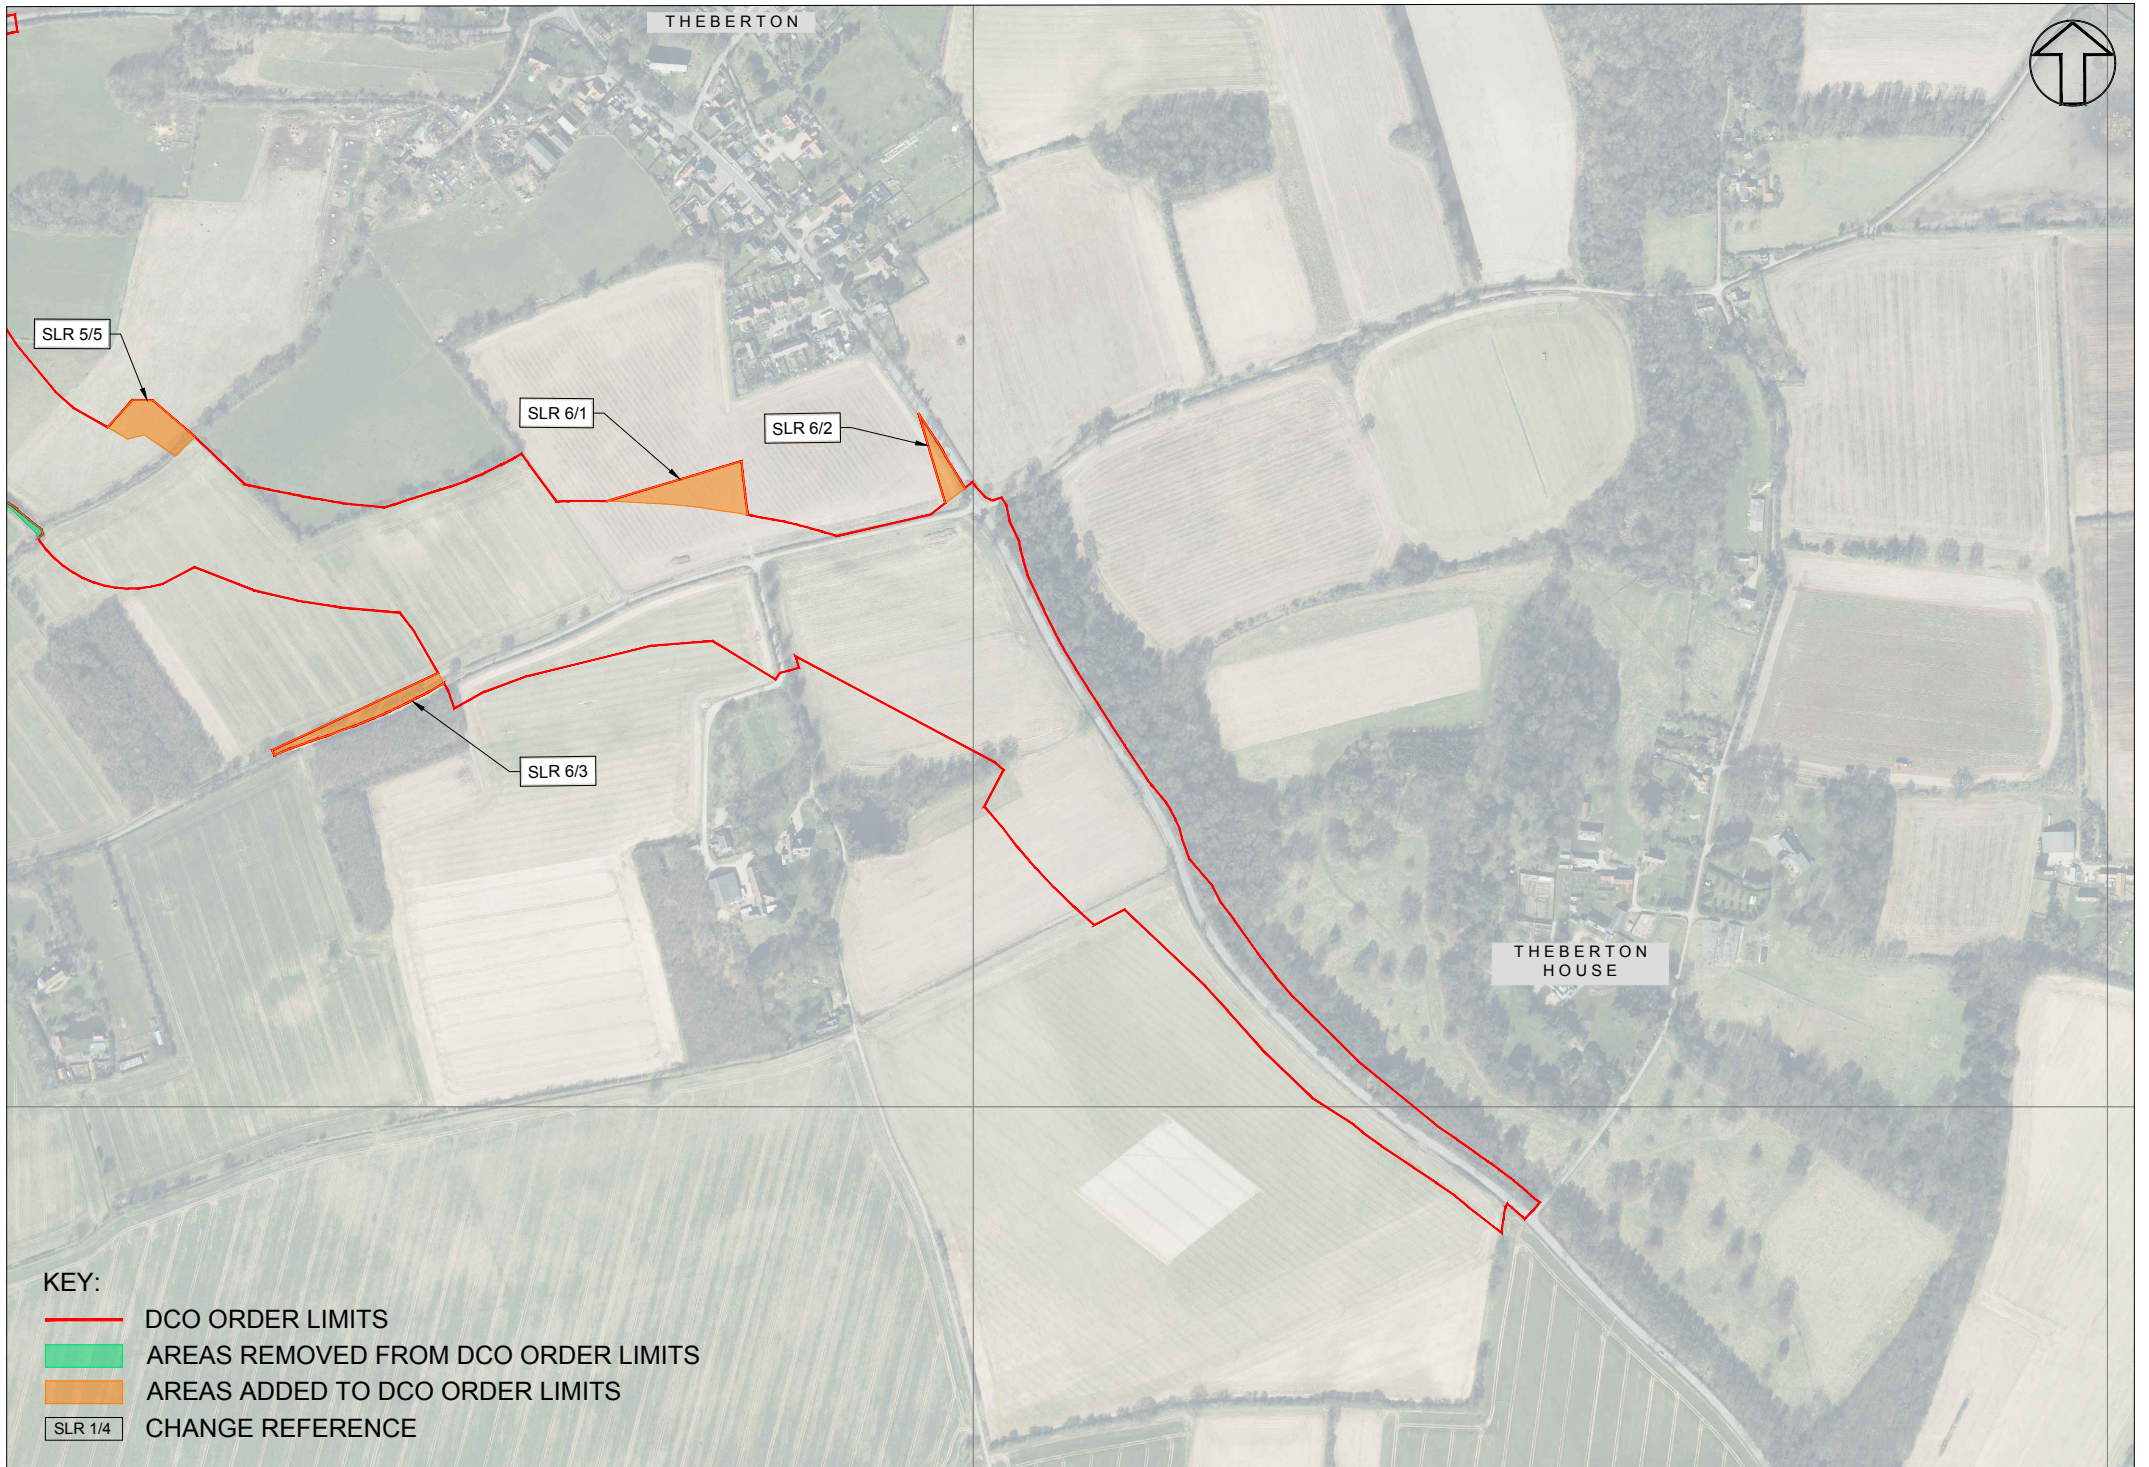 THEBERTON
SLR 5/5
SLR 6/1
SLR 6/2
SLR 6/3
THEBERTON
HOUSE
KEY:
DCO ORDER LIMITS
AREAS REMOVED FROM DCO ORDER LIMITS
AREAS ADDED TO DCO ORDER LIMITS
SLR 1/4 CHANGE REFERENCE